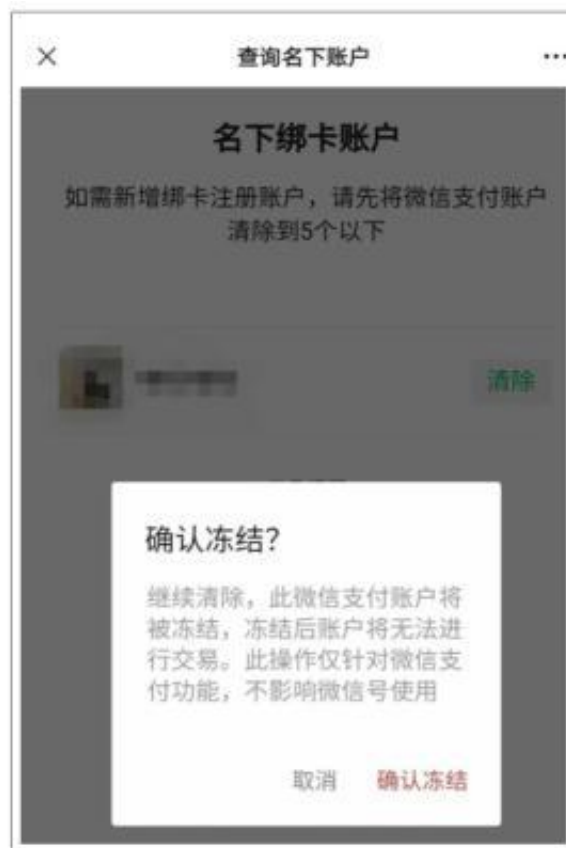 查询名下账户
名下绑卡账户
如需新增绑卡注册账户，请先将微信支付账户
清除到5个以下
清除
确认冻结？
继续清除，此微信支付账户将
被冻结，冻结后账户将无法进
行交易。此操作仅针对微信支
付功能，不影响微信号使用
取消 确认冻结